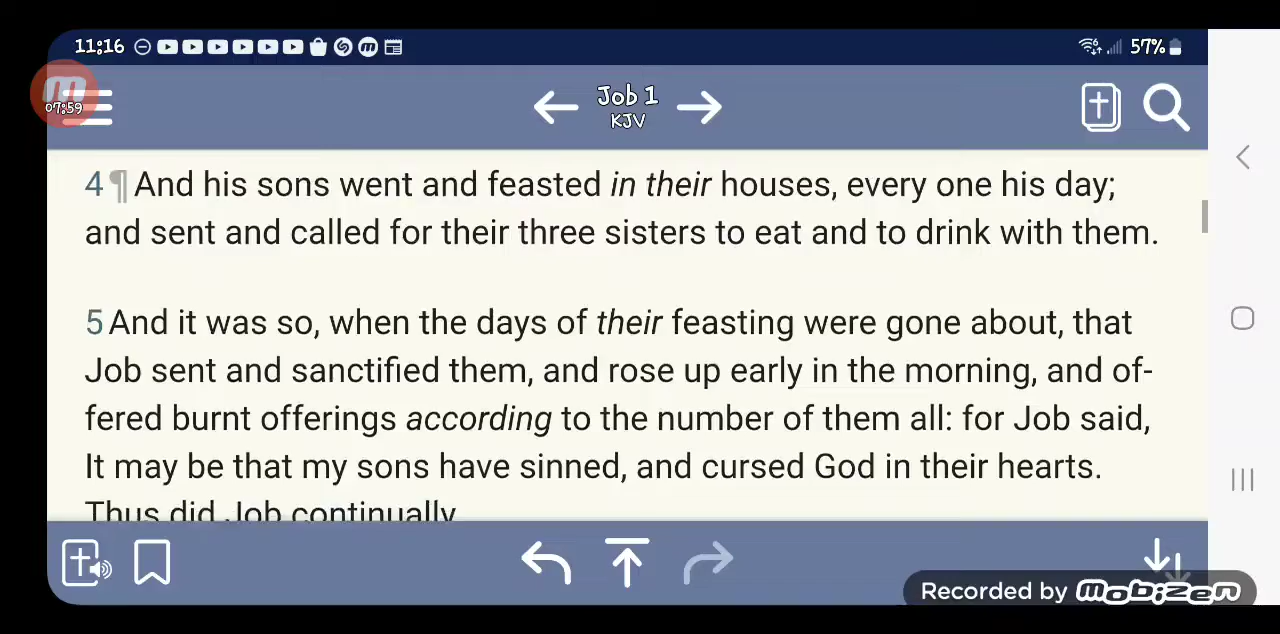 11:16
57%
07:59
Job 1
KJV
4 ¶ And his sons went and feasted in their houses, every one his day;
and sent and called for their three sisters to eat and to drink with them.
5 And it was so, when the days of their feasting were gone about, that
Job sent and sanctified them, and rose up early in the morning, and of-
fered burnt offerings according to the number of them all: for Job said,
It may be that my sons have sinned, and cursed God in their hearts.
Thus did Job continually
Recorded by Mobizen